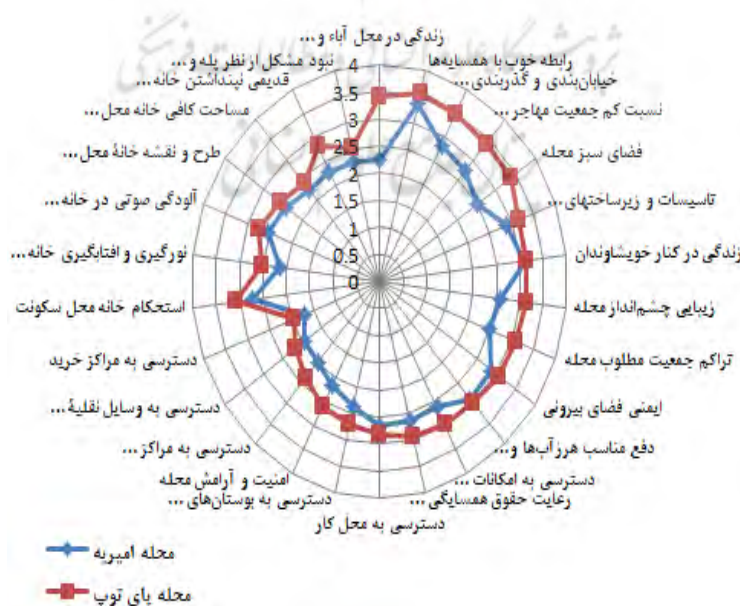 زندگی در محل آباء و...
رابطه خوب با همسایه‌ها
خیابان‌بندی و گذربندی...
نسبت کم جمعیت مهاجر...
فضای سبز محله
تاسیسات و زیرساختهای...
زندگی در کنار خویشاوندان
زیبایی چشم‌انداز محله
تراکم جمعیت مطلوب محله
ایمنی فضای بیرونی
دفع مناسب هرزآب‌ها و...
دسترسی به امکانات...
رعایت حقوق همسایگی...
دسترسی به محل کار
دسترسی به بوستان‌های...
امنیت و آرامش محله
دسترسی به مراکز...
دسترسی به وسایل نقلیهٔ...
دسترسی به مراکز خرید
استحکام خانه محل سکونت
نورگیری و افتابگیری خانه...
آلودگی صوتی در خانه...
طرح و نقشه خانهٔ محل...
مساحت کافی خانه محل...
قدیمی نپنداشتن خانه...
نبود مشکل از نظر پله و...
4
3.5
3
2.5
2
1.5
1
0.5
0
محله امیریه
محله پای توپ